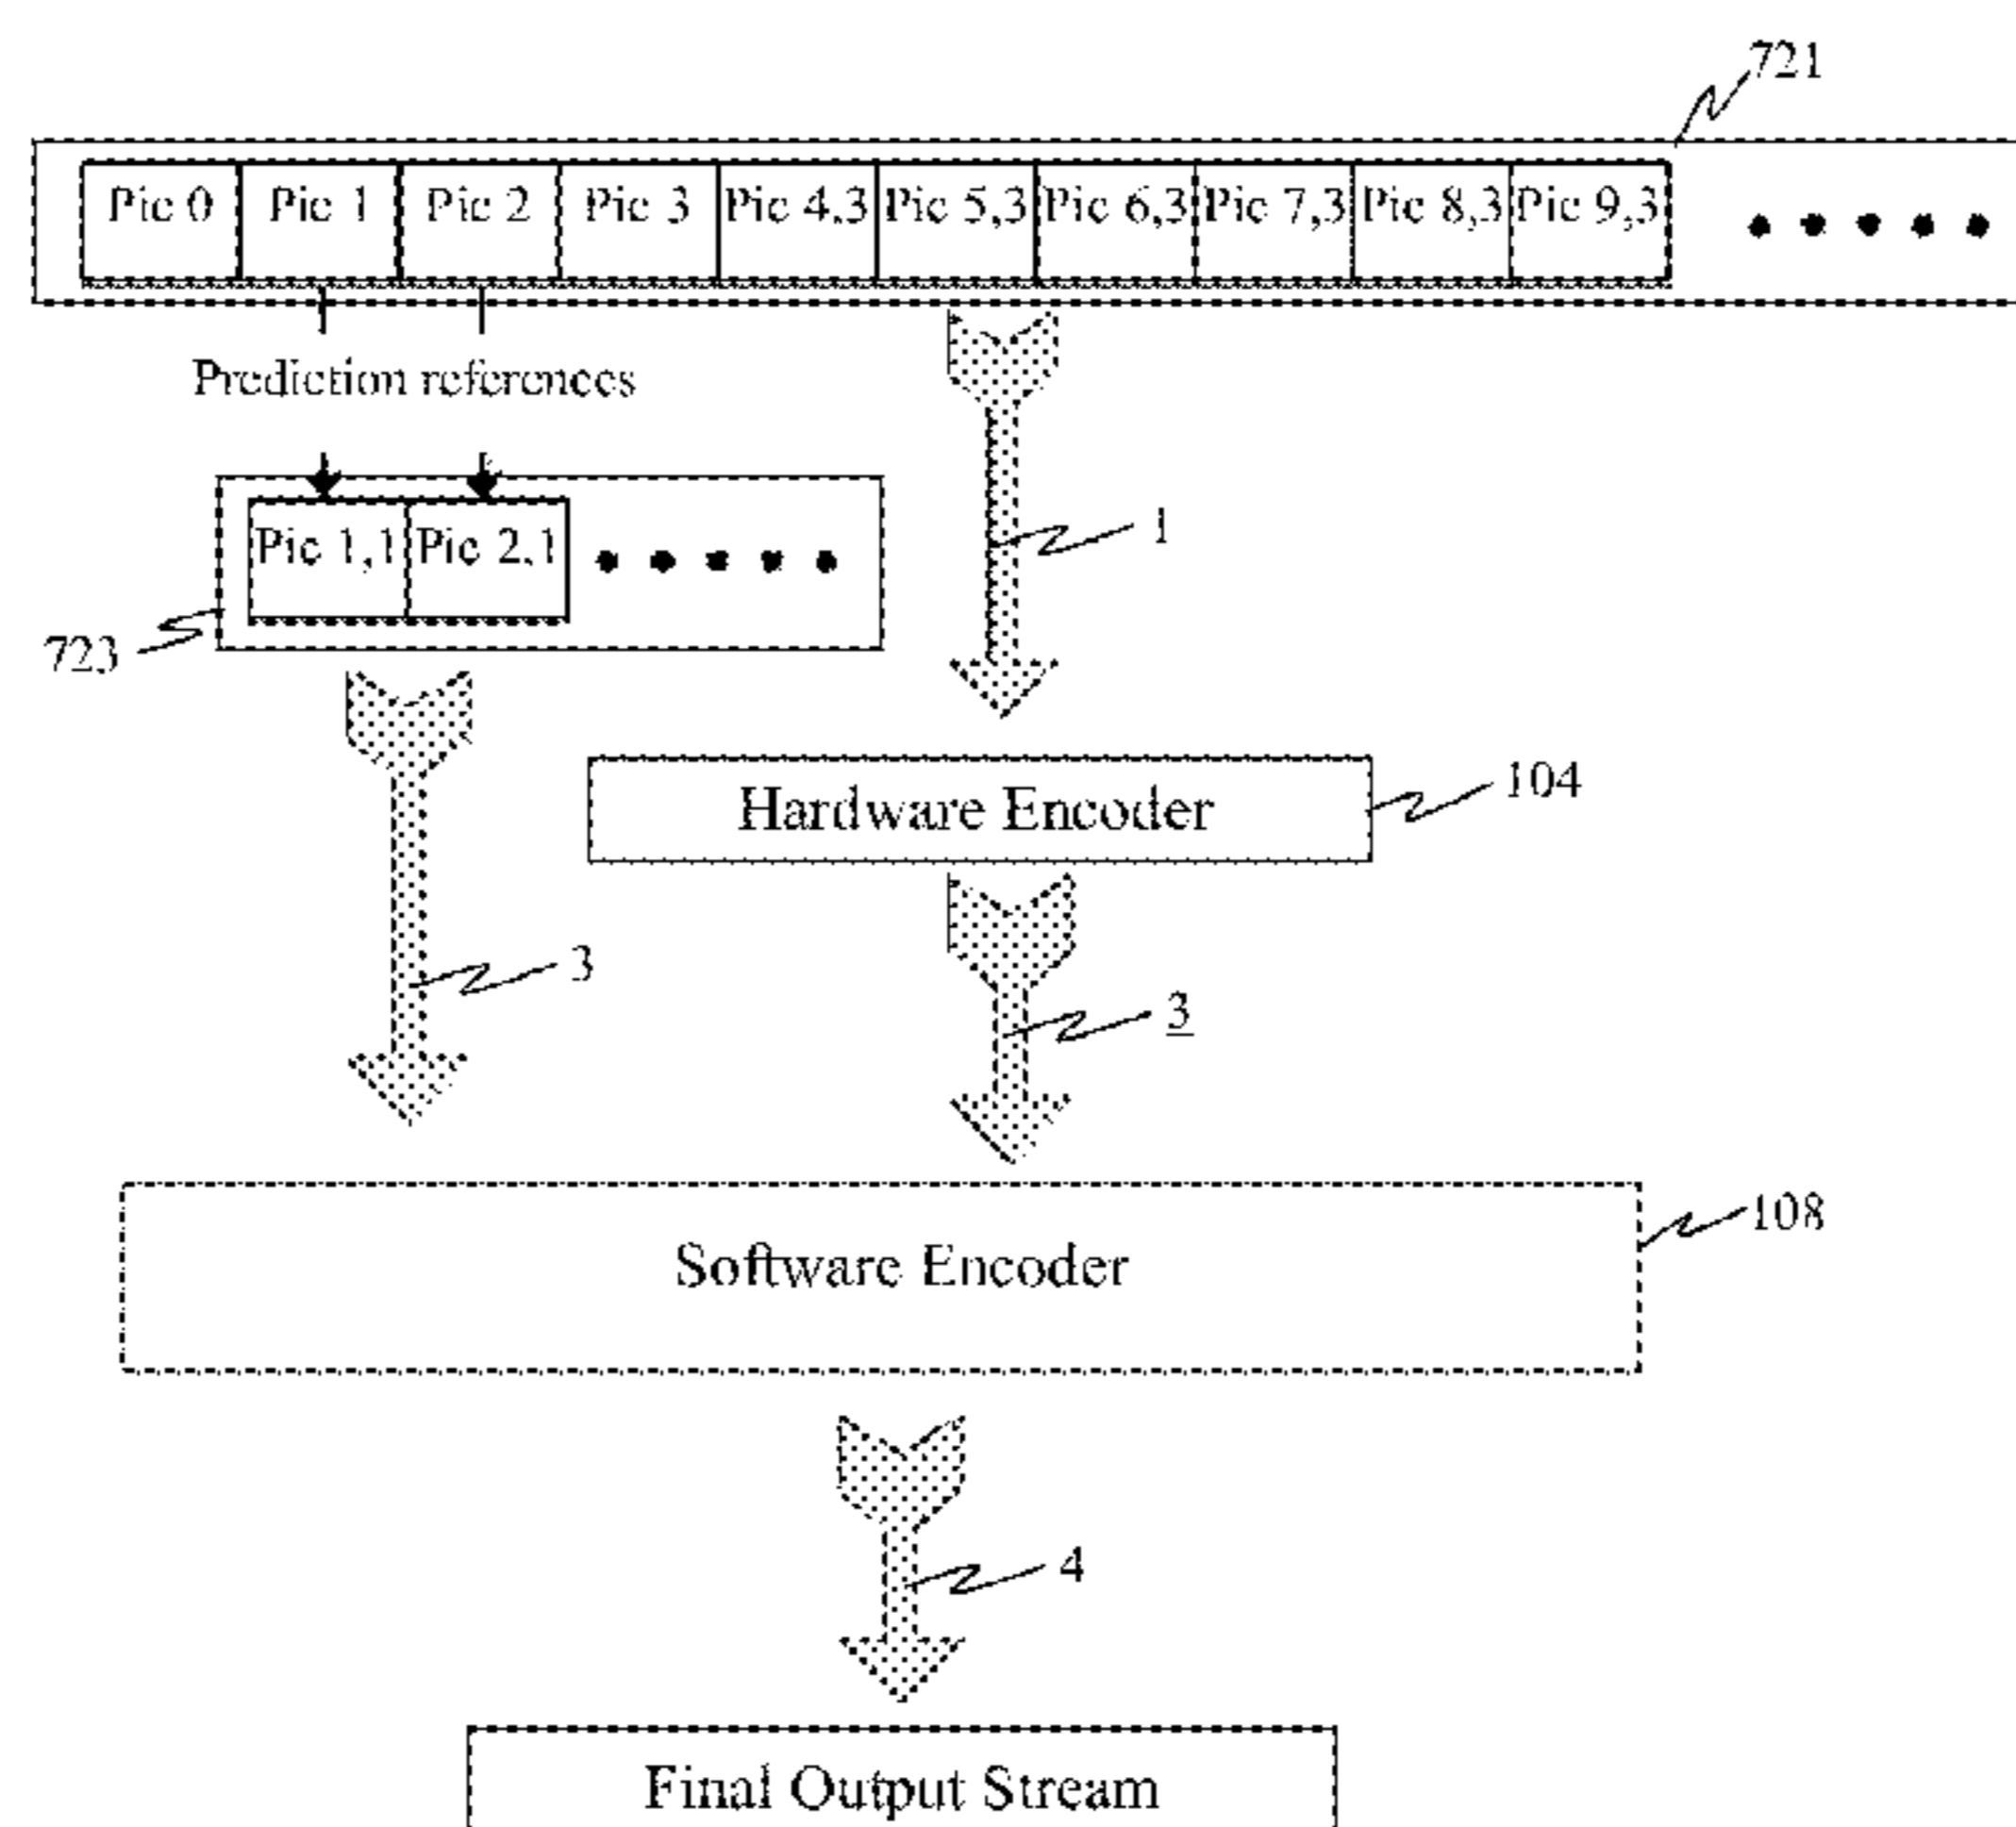 721
Pic 0 Pic 1 Pic 2 Pic 3 Pic 4,3 Pic 5,3 Pic 6,3 Pic 7,3 Pic 8,3 Pic 9,3
Prediction references
Pic 1,1 Pic 2,1
1
723
Hardware Encoder
104
3
3
Software Encoder
108
4
Final Output Stream